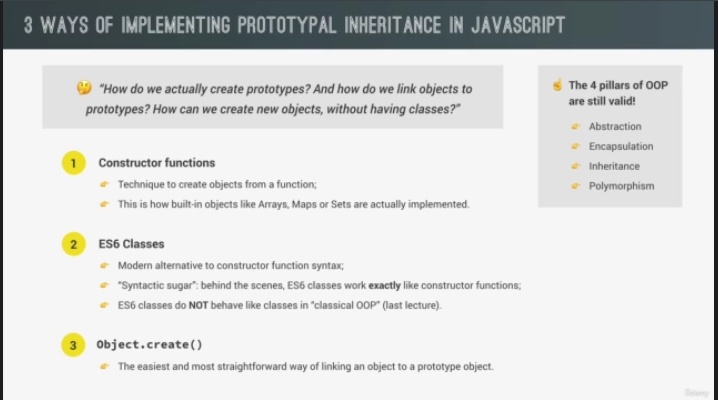 3 WAYS OF IMPLEMENTING PROTOTYPAL INHERITANCE IN JAVASCRIPT
🤔 “How do we actually create prototypes? And how do we link objects to
prototypes? How can we create new objects, without having classes?”
1 Constructor functions
👉 Technique to create objects from a function;
👉 This is how built-in objects like Arrays, Maps or Sets are actually implemented.
2 ES6 Classes
👉 Modern alternative to constructor function syntax;
👉 “Syntactic sugar”: behind the scenes, ES6 classes work exactly like constructor functions;
👉 ES6 classes do NOT behave like classes in “classical OOP” (last lecture).
3 Object.create()
👉 The easiest and most straightforward way of linking an object to a prototype object.
☝️ The 4 pillars of OOP
are still valid!
👉 Abstraction
👉 Encapsulation
👉 Inheritance
👉 Polymorphism